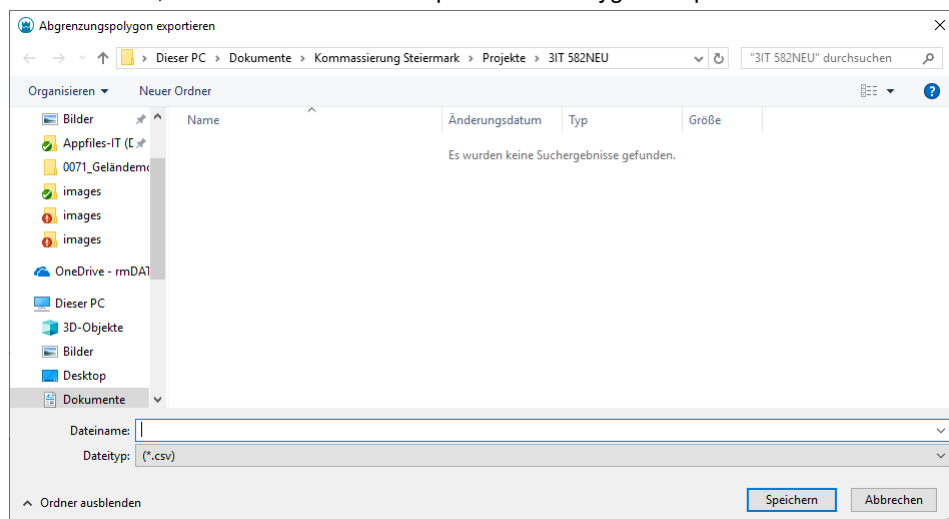 Abgrenzungspolygon exportieren
Dieser PC > Dokumente > Kommassierung Steiermark > Projekte > 3IT 582NEU
"3IT 582NEU" durchsuchen
Organisieren Neuer Ordner
Name Änderungsdatum Typ Größe
Es wurden keine Suchergebnisse gefunden.
Bilder
Appfiles-IT (E
0071_Geländemo
images
images
images
OneDrive - rmDAT
Dieser PC
3D-Objekte
Bilder
Desktop
Dokumente
Dateiname:
Dateityp: (*.csv)
Ordner ausblenden
Speichern Abbrechen